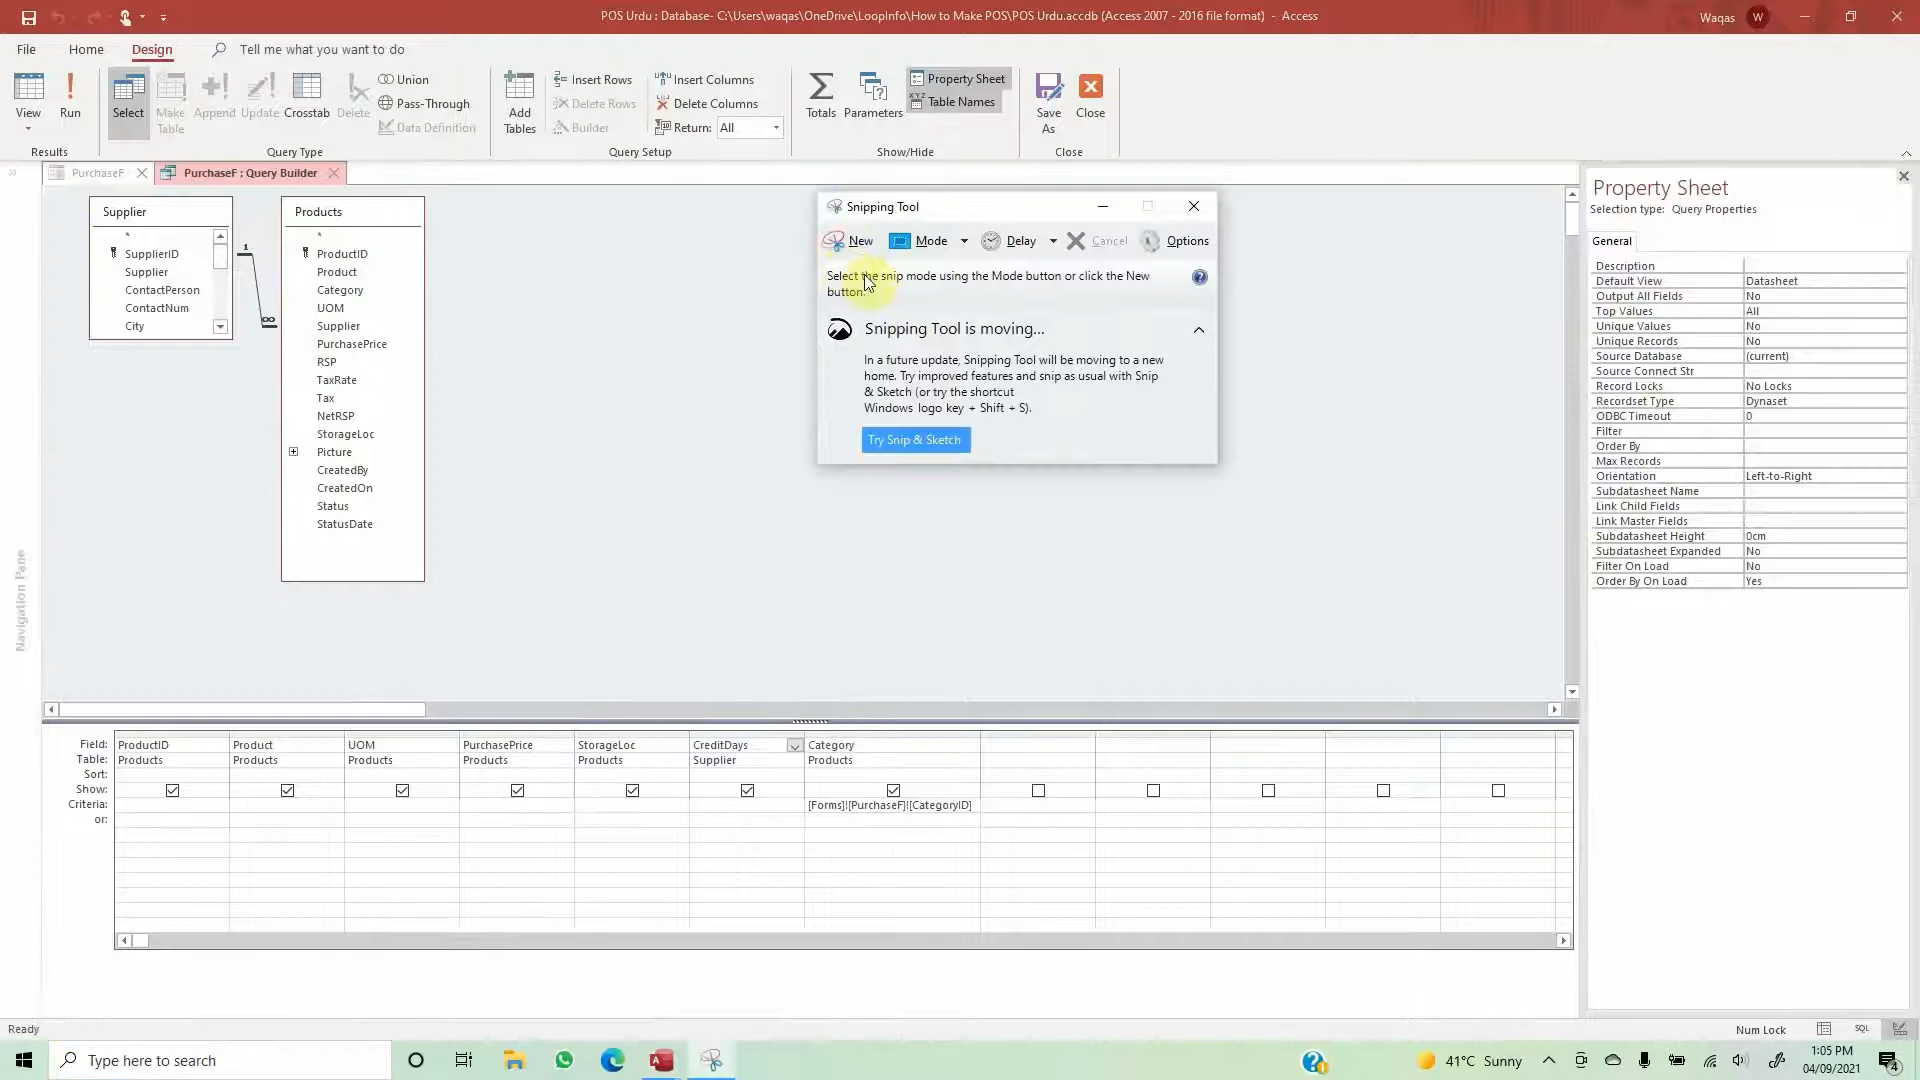 POS Urdu : Database- C:\Users\waqas\OneDrive\LoopInfo\How to Make POS\POS Urdu.accdb (Access 2007 - 2016 file format) - Access
Waqas W
File Home Design Tell me what you want to do
View
Run
Results
Select
Make Table
Append
Update
Crosstab
Delete
Union
Pass-Through
Data Definition
Query Type
Add Tables
Insert Rows
Delete Rows
Builder
Insert Columns
Delete Columns
Return: All
Query Setup
Totals
Parameters
Property Sheet
XYZ Table Names
Show/Hide
Save As
Close
Close
PurchaseF
PurchaseF : Query Builder
Supplier
*
SupplierID
Supplier
ContactPerson
ContactNum
City
1
∞
Products
*
ProductID
Product
Category
UOM
Supplier
PurchasePrice
RSP
TaxRate
Tax
NetRSP
StorageLoc
Picture
CreatedBy
CreatedOn
Status
StatusDate
Snipping Tool
New Mode Delay Cancel Options
Select the snip mode using the Mode button or click the New
button.
Snipping Tool is moving...
In a future update, Snipping Tool will be moving to a new
home. Try improved features and snip as usual with Snip
& Sketch (or try the shortcut
Windows logo key + Shift + S).
Try Snip & Sketch
Property Sheet
Selection type: Query Properties
General
Description
Default View Datasheet
Output All Fields No
Top Values All
Unique Values No
Unique Records No
Source Database (current)
Source Connect Str
Record Locks No Locks
Recordset Type Dynaset
ODBC Timeout 0
Filter
Order By
Max Records
Orientation Left-to-Right
Subdatasheet Name
Link Child Fields
Link Master Fields
Subdatasheet Height 0cm
Subdatasheet Expanded No
Filter On Load No
Order By On Load Yes
Navigation Pane
Field: ProductID Product UOM PurchasePrice StorageLoc CreditDays Category
Table: Products Products Products Products Products Supplier Products
Sort:
Show:
Criteria: [Forms]![PurchaseF]![CategoryID]
or:
Ready
Num Lock SQL
Type here to search
41°C Sunny
1:05 PM
04/09/2021
4